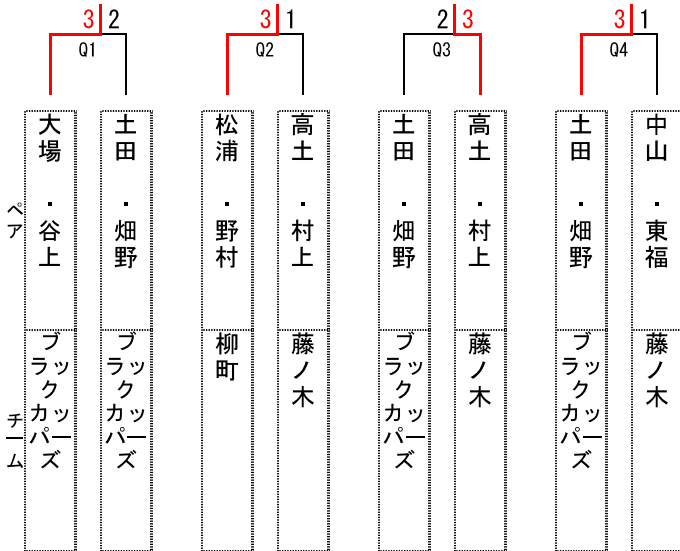 3 2
Q1
3 1
Q2
2 3
Q3
3 1
Q4
ペア
大場・谷上
土田・畑野
松浦・野村
高土・村上
土田・畑野
高土・村上
土田・畑野
中山・東福
チーム
ブラックカッパーズ
ブラックカッパーズ
柳町
藤ノ木
ブラックカッパーズ
藤ノ木
ブラックカッパーズ
藤ノ木